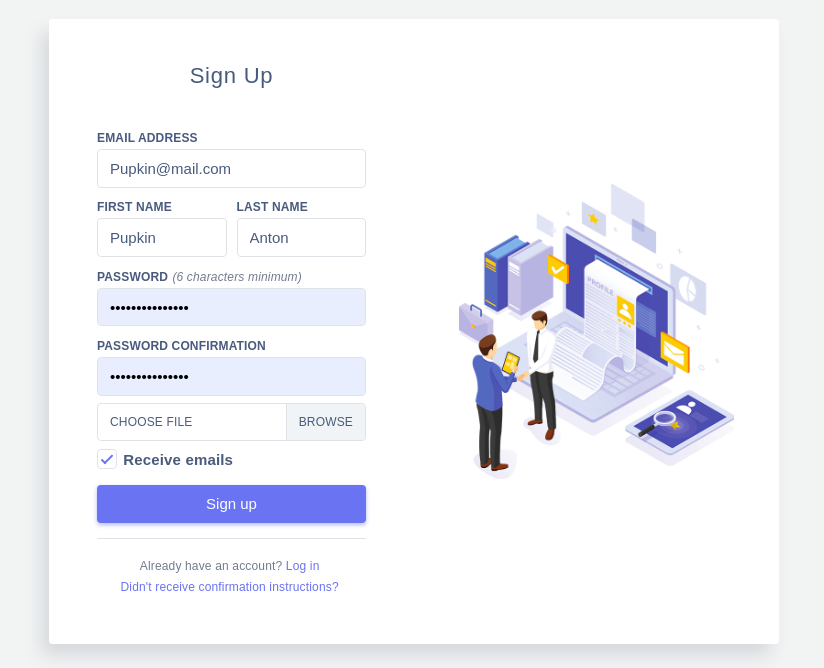 Sign Up
EMAIL ADDRESS
Pupkin@mail.com
FIRST NAME LAST NAME
Pupkin Anton
PASSWORD (6 characters minimum)
•••••••••••••••
PASSWORD CONFIRMATION
•••••••••••••••
CHOOSE FILE BROWSE
Receive emails
Sign up
Already have an account? Log in
Didn't receive confirmation instructions?
PROFILE